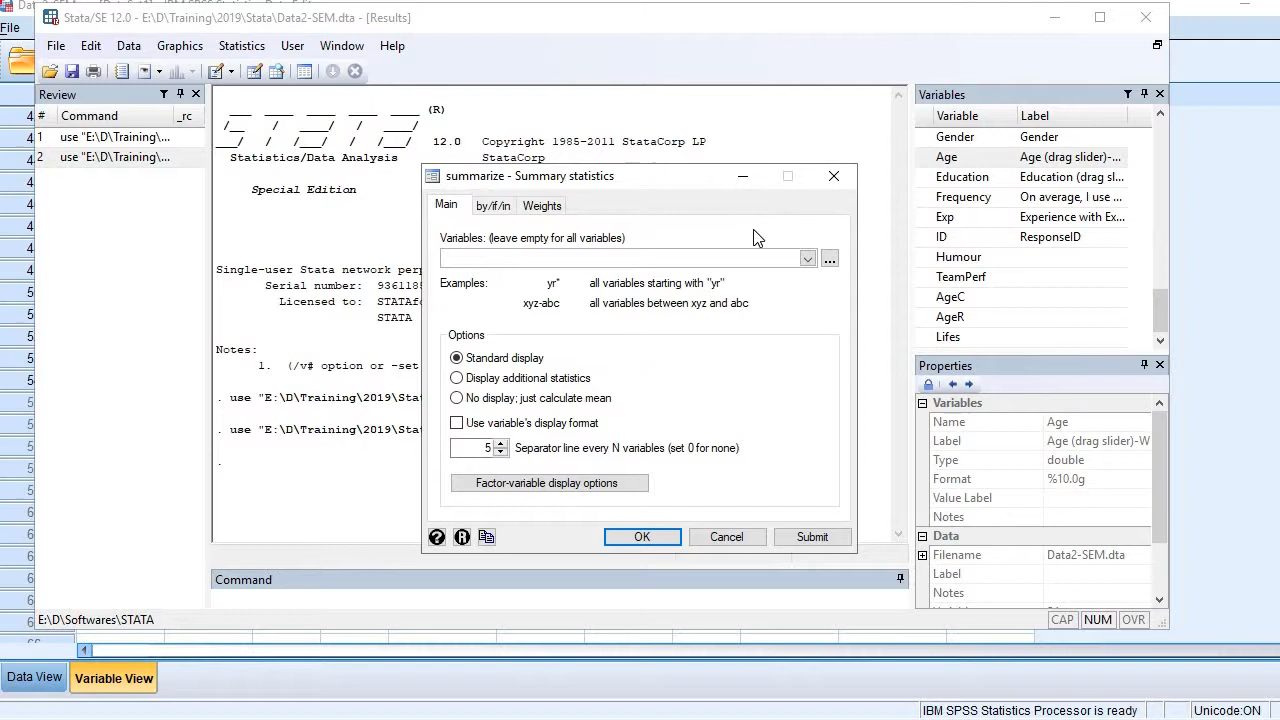 Stata/SE 12.0 - E:\D\Training\2019\Stata\Data2-SEM.dta - [Results]
File
File Edit Data Graphics Statistics User Window Help
Review
# Command _rc
1 use "E:\D\Training\...
2 use "E:\D\Training\...
(R)
12.0 Copyright 1985-2011 StataCorp LP
Statistics/Data Analysis StataCorp
Special Edition
Single-user Stata network perp
Serial number: 9361185
Licensed to: STATAfo
STATA
Notes:
1. (/v# option or -set
. use "E:\D\Training\2019\Sta
. use "E:\D\Training\2019\Sta
.
summarize - Summary statistics
Main by/if/in Weights
Variables: (leave empty for all variables)
...
Examples: yr* all variables starting with "yr"
xyz-abc all variables between xyz and abc
Options
Standard display
Display additional statistics
No display; just calculate mean
Use variable's display format
5 Separator line every N variables (set 0 for none)
Factor-variable display options
OK Cancel Submit
Variables
Variable Label
Gender Gender
Age Age (drag slider)-...
Education Education (drag sl...
Frequency On average, I use ...
Exp Experience with Ex...
ID ResponseID
Humour
TeamPerf
AgeC
AgeR
Lifes
Properties
Variables
Name Age
Label Age (drag slider)-W
Type double
Format %10.0g
Value Label
Notes
Data
Filename Data2-SEM.dta
Label
Notes
Command
E:\D\Softwares\STATA
CAP NUM OVR
66
Data View Variable View
IBM SPSS Statistics Processor is ready
Unicode:ON